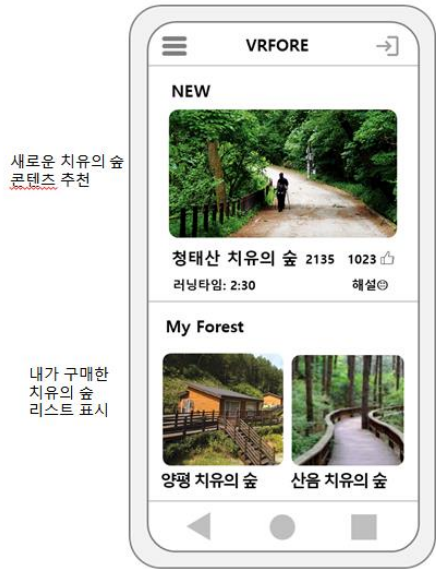 VRFORE
NEW
새로운 치유의 숲
콘텐츠 추천
청태산 치유의 숲 2135 1023
러닝타임: 2:30 해설
My Forest
내가 구매한
치유의 숲
리스트 표시
양평 치유의 숲 산음 치유의 숲